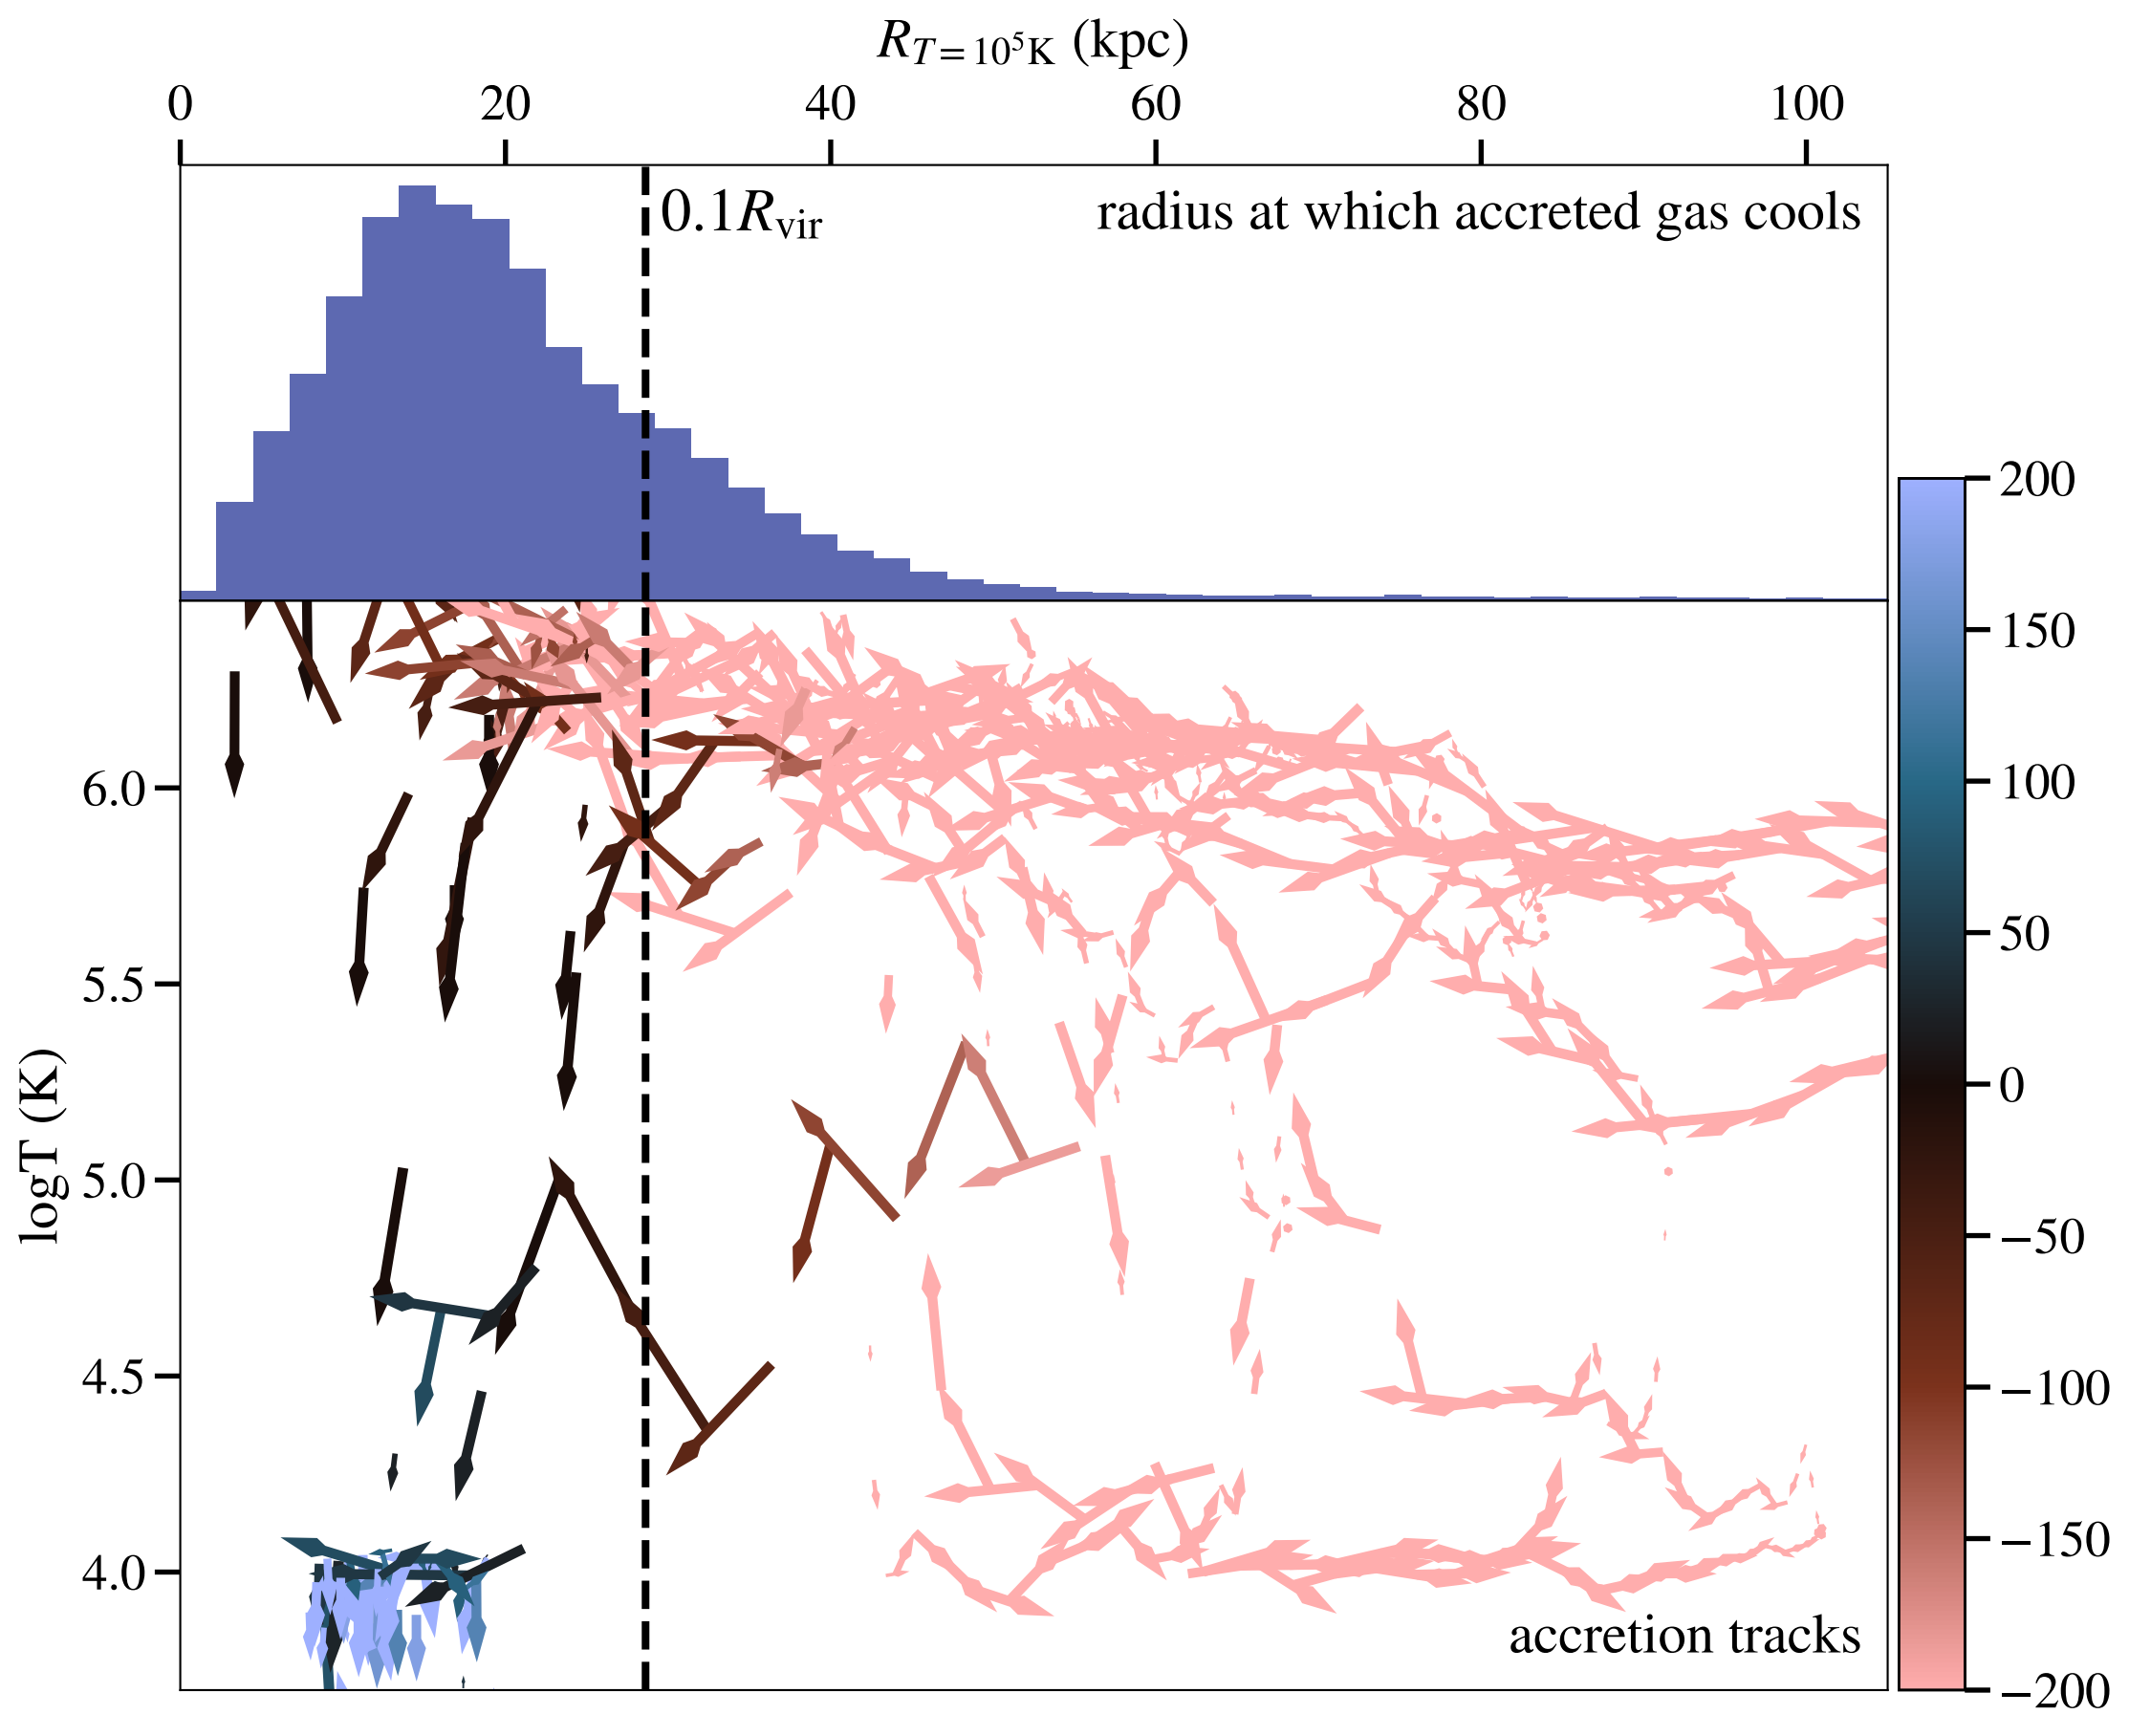 R_{T=10^5K} (kpc)
0 20 40 60 80 100
0.1R_{vir}
radius at which accreted gas cools
logT (K)
6.0
5.5
5.0
4.5
4.0
accretion tracks
200
150
100
50
0
−50
−100
−150
−200